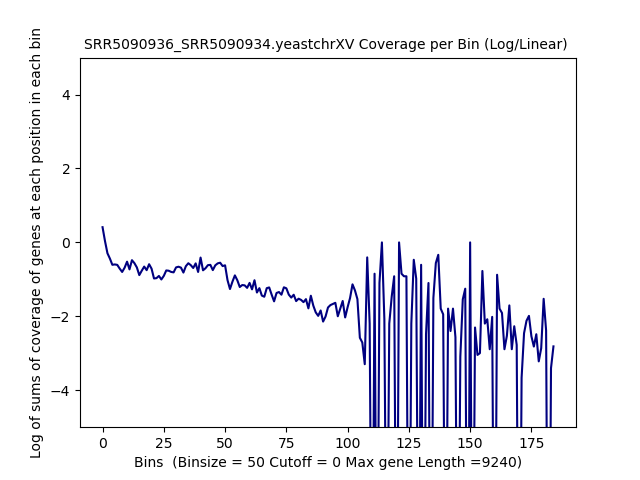 SRR5090936_SRR5090934.yeastchrXV Coverage per Bin (Log/Linear)
Log of sums of coverage of genes at each position in each bin
4
2
0
−2
−4
0 25 50 75 100 125 150 175
Bins  (Binsize = 50 Cutoff = 0 Max gene Length =9240)